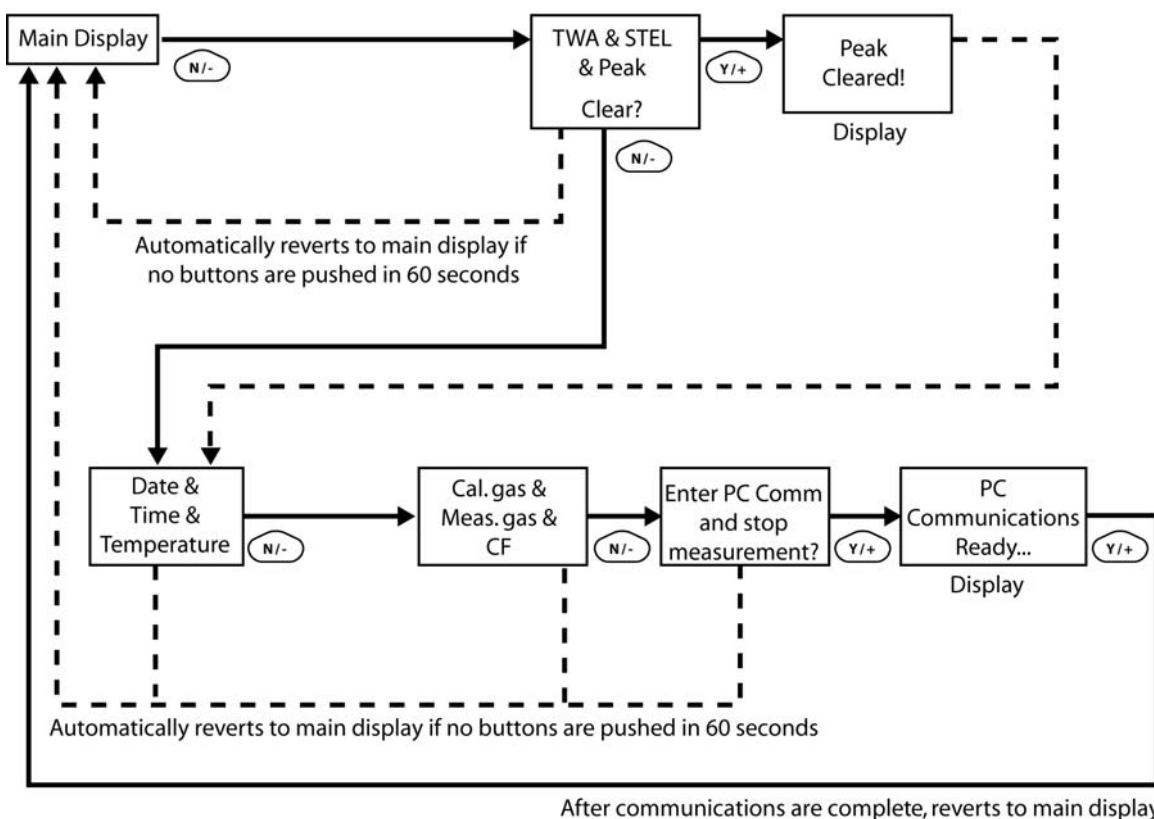 Main Display
N/-
TWA & STEL
& Peak
Clear?
Y/+
Peak
Cleared!
Display
N/-
Automatically reverts to main display if
no buttons are pushed in 60 seconds
Date &
Time &
Temperature
N/-
Cal. gas &
Meas. gas &
CF
N/-
Enter PC Comm
and stop
measurement?
Y/+
PC
Communications
Ready...
Display
Y/+
Automatically reverts to main display if no buttons are pushed in 60 seconds
After communications are complete, reverts to main display